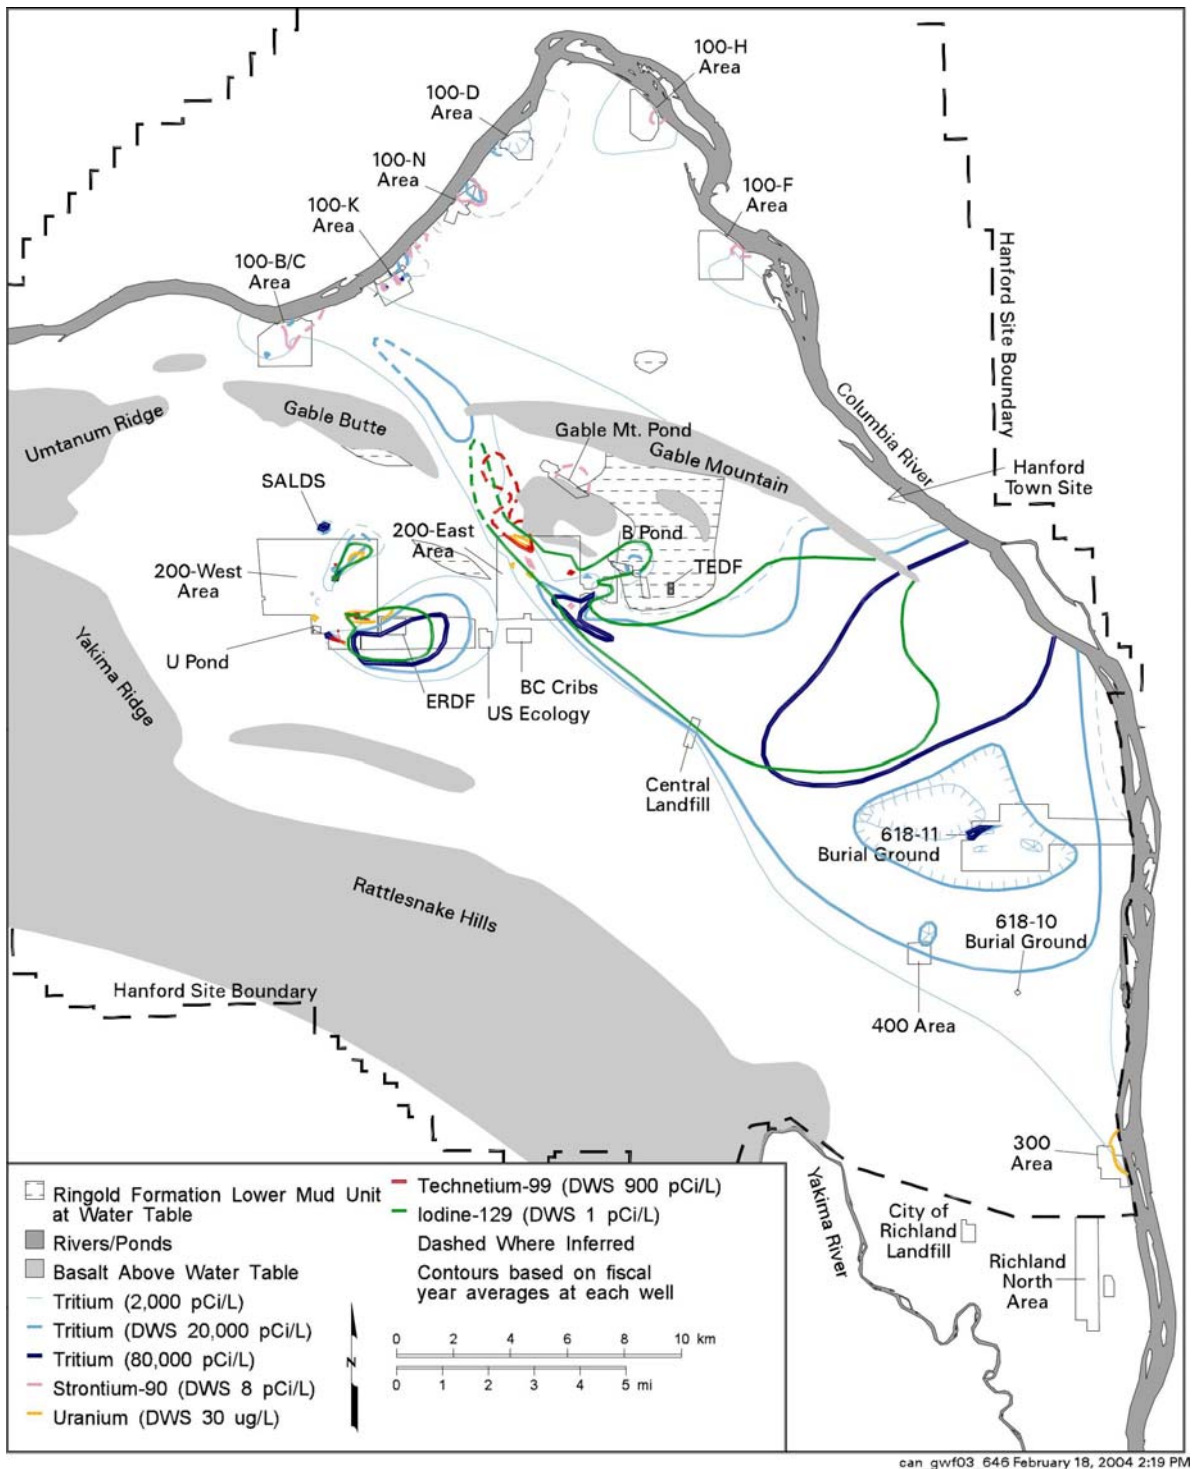 100-H
Area
100-D
Area
100-N
Area
100-F
Area
100-K
Area
100-B/C
Area
Hanford Site Boundary
Columbia River
Umtanum Ridge
Gable Butte
Gable Mt. Pond
Gable Mountain
Hanford
Town Site
SALDS
200-East
Area
B Pond
TEDF
200-West
Area
U Pond
Yakima Ridge
ERDF
BC Cribs
US Ecology
Central
Landfill
618-11
Burial Ground
Rattlesnake Hills
618-10
Burial Ground
Hanford Site Boundary
400 Area
300
Area
Yakima River
City of
Richland
Landfill
Richland
North
Area
Ringold Formation Lower Mud Unit
at Water Table
Rivers/Ponds
Basalt Above Water Table
Tritium (2,000 pCi/L)
Tritium (DWS 20,000 pCi/L)
Tritium (80,000 pCi/L)
Strontium-90 (DWS 8 pCi/L)
Uranium (DWS 30 ug/L)
Technetium-99 (DWS 900 pCi/L)
Iodine-129 (DWS 1 pCi/L)
Dashed Where Inferred
Contours based on fiscal
year averages at each well
N
0 2 4 6 8 10 km
0 1 2 3 4 5 mi
can_gwf03_646 February 18, 2004 2:19 PM